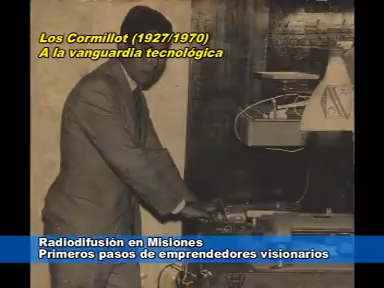 Los Cormillot (1927/1970)
A la vanguardia tecnológica
Radiodifusión en Misiones
Primeros pasos de emprendedores visionarios